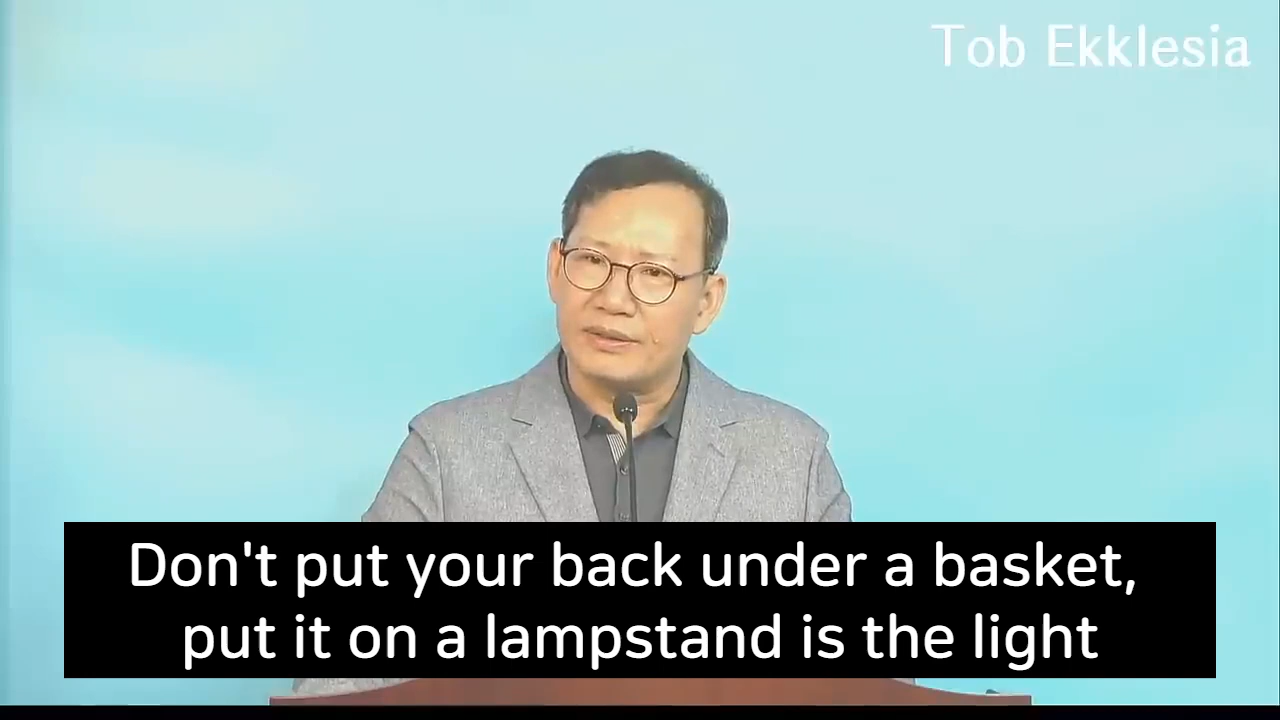 Tob Ekklesia
Don't put your back under a basket,
put it on a lampstand is the light